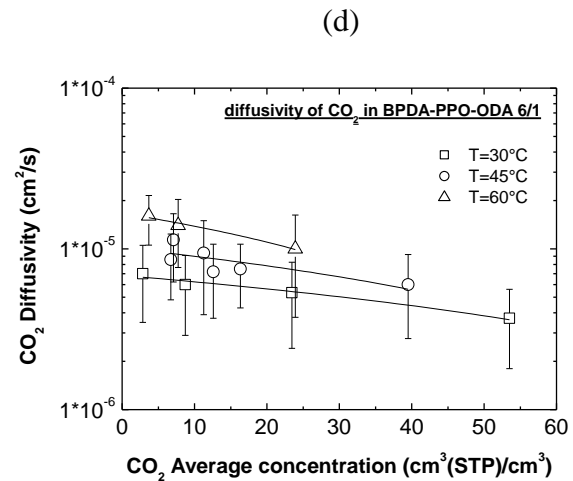 (d)
1*10⁻⁴
diffusivity of CO₂ in BPDA-PPO-ODA 6/1
T=30°C
T=45°C
T=60°C
1*10⁻⁵
1*10⁻⁶
CO₂ Diffusivity (cm²/s)
0 10 20 30 40 50 60
CO₂ Average concentration (cm³(STP)/cm³)